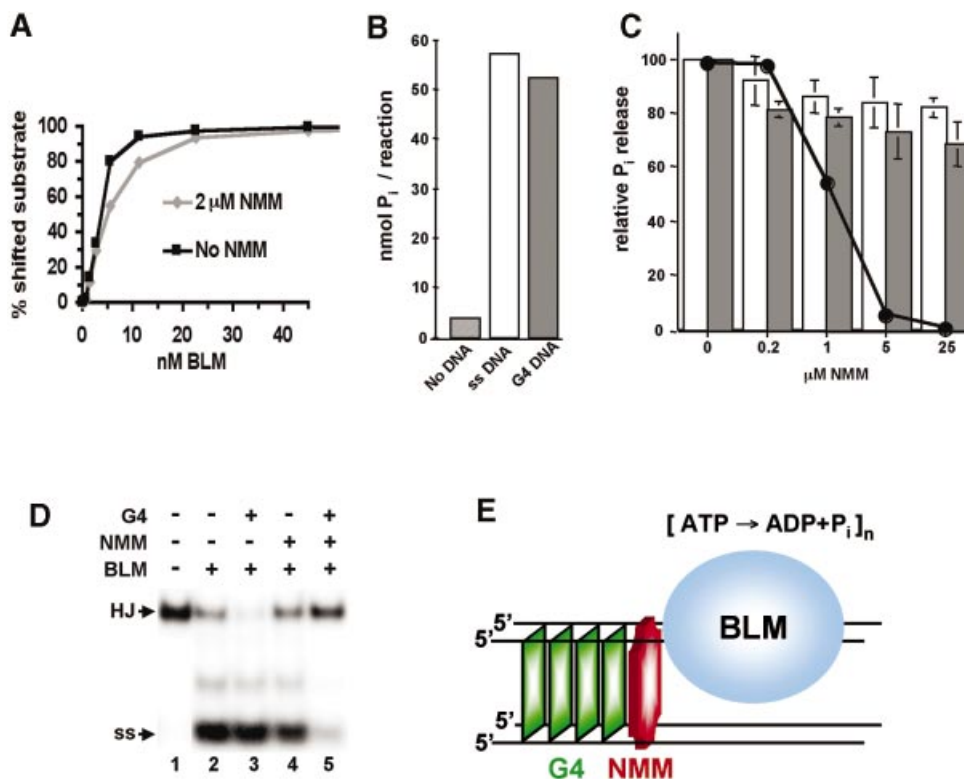 A
% shifted substrate
100
80
60
40
20
0
2 μM NMM
No NMM
0 10 20 30 40
nM BLM
B
nmol Pi / reaction
60
50
40
30
20
10
0
No DNA
ss DNA
G4 DNA
C
relative Pi release
100
80
60
40
20
0
0 0.2 1 5 25
μM NMM
D
G4 - - + - +
NMM - - - + +
BLM - + + + +
HJ
ss
1 2 3 4 5
E
[ ATP → ADP+Pi ]n
BLM
5'
5'
5'
5'
G4 NMM